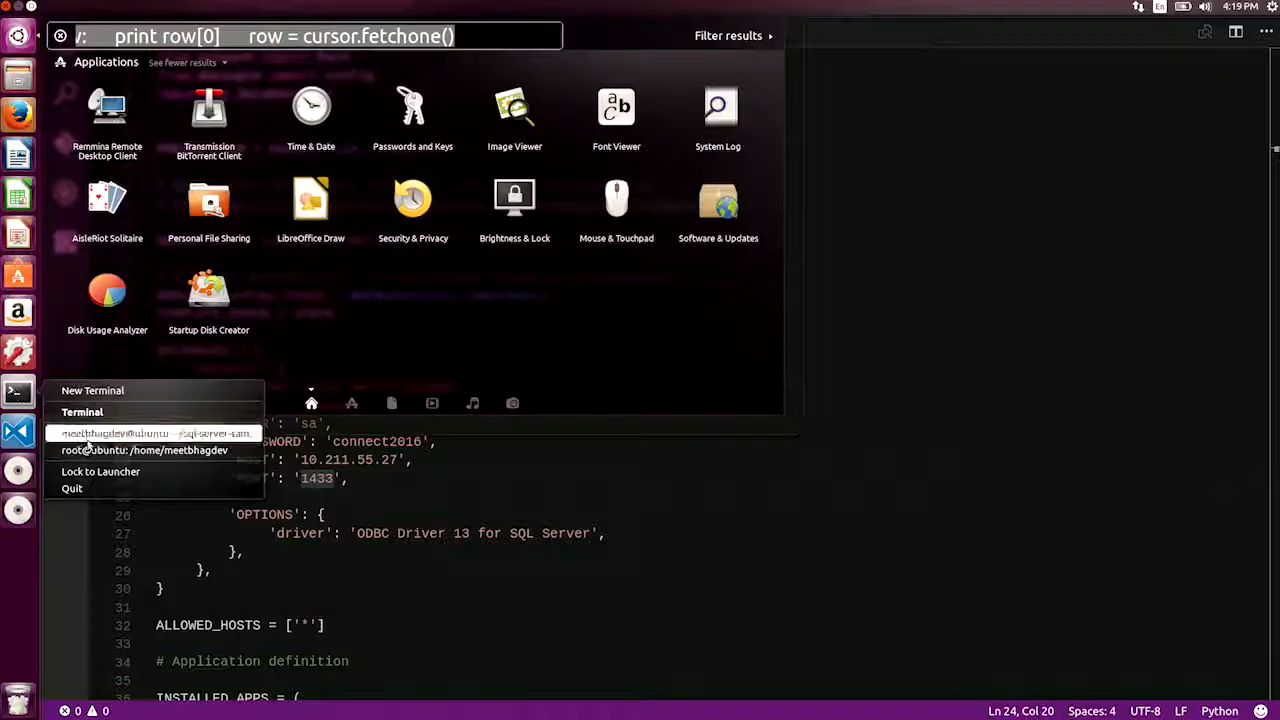 En
4:19 PM
v: print row[0] row = cursor.fetchone()
Filter results
Applications
See fewer results
Remmina Remote Desktop Client
Transmission BitTorrent Client
Time & Date
Passwords and Keys
Image Viewer
Font Viewer
System Log
AisleRiot Solitaire
Personal File Sharing
LibreOffice Draw
Security & Privacy
Brightness & Lock
Mouse & Touchpad
Software & Updates
Disk Usage Analyzer
Startup Disk Creator
New Terminal
Terminal
root@ubuntu: /home/meetbhagdev
Lock to Launcher
Quit
R': 'sa',
SWORD': 'connect2016',
': '10.211.55.27',
': '1433',
26 'OPTIONS': {
27 'driver': 'ODBC Driver 13 for SQL Server',
28 },
29 },
30 }
31
32 ALLOWED_HOSTS = ['*']
33
34 # Application definition
35
36 INSTALLED_APPS = (
0 0
Ln 24, Col 20
Spaces: 4
UTF-8
LF
Python